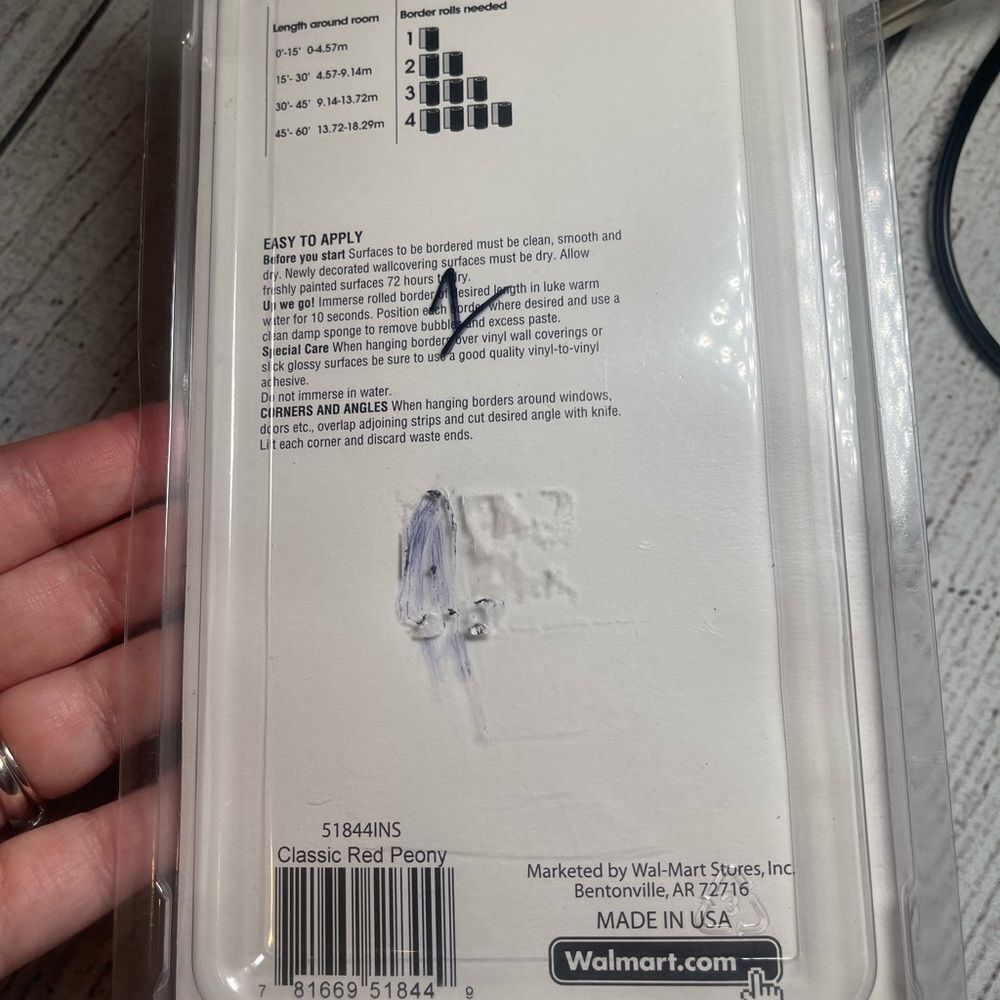 Length around room
Border rolls needed
0'-15' 0-4.57m
1
15'- 30' 4.57-9.14m
2
30'- 45' 9.14-13.72m
3
45'- 60' 13.72-18.29m
4
EASY TO APPLY
Before you start Surfaces to be bordered must be clean, smooth and
dry. Newly decorated wallcovering surfaces must be dry. Allow
freshly painted surfaces 72 hours to dry.
Up we go! Immerse rolled border of desired length in luke warm
water for 10 seconds. Position each border where desired and use a
clean damp sponge to remove bubbles and excess paste.
Special Care When hanging borders over vinyl wall coverings or
slick glossy surfaces be sure to use a good quality vinyl-to-vinyl
adhesive.
Do not immerse in water.
CORNERS AND ANGLES When hanging borders around windows,
doors etc., overlap adjoining strips and cut desired angle with knife.
Lift each corner and discard waste ends.
51844INS
Classic Red Peony
7 81669 51844 9
Marketed by Wal-Mart Stores, Inc.
Bentonville, AR 72716
MADE IN USA
Walmart.com